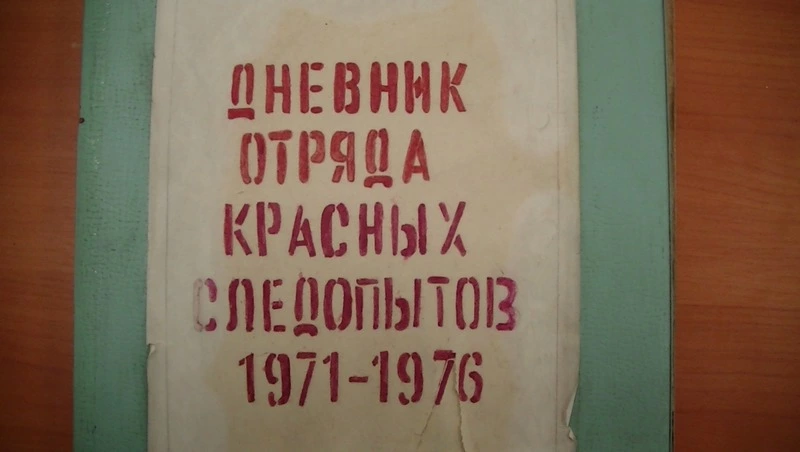 ДНЕВНИК
ОТРЯДА
КРАСНЫХ
СЛЕДОПЫТОВ
1971-1976